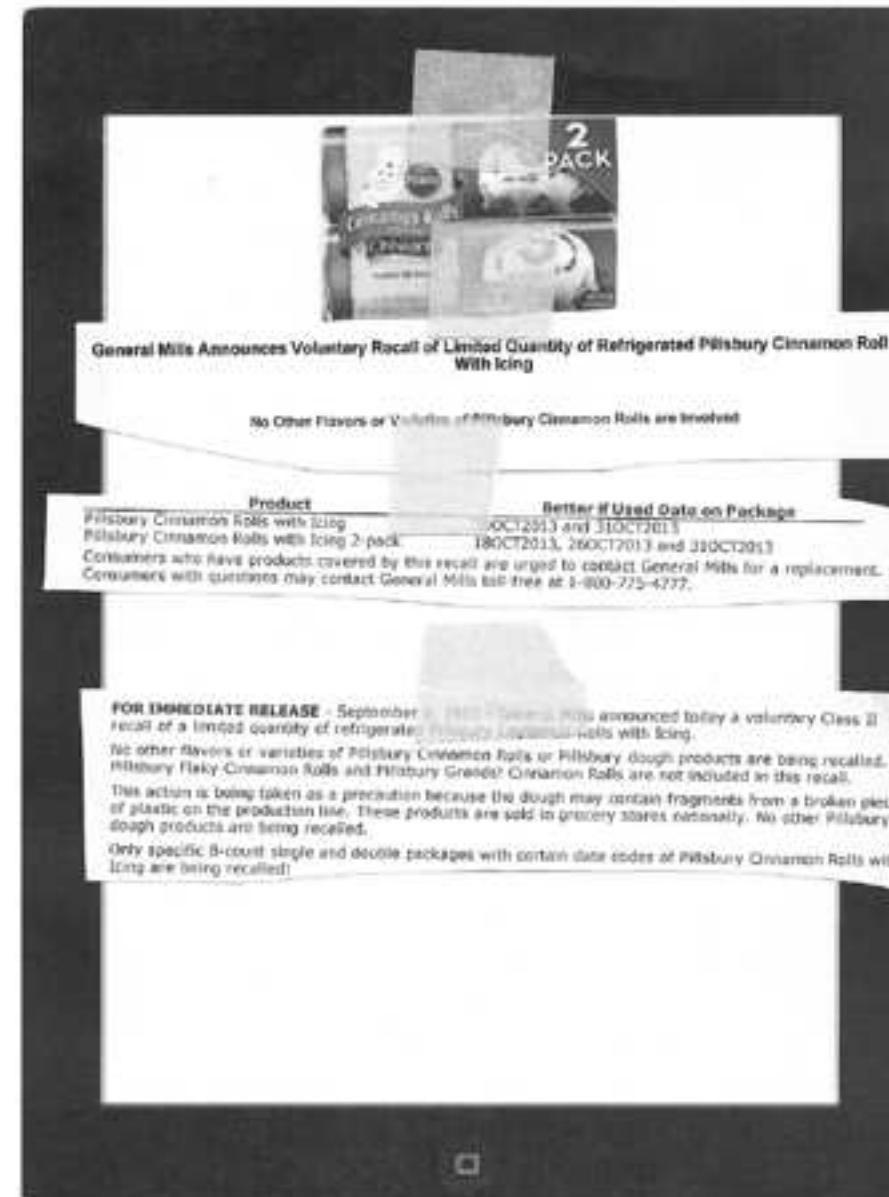 2
PACK
Cinnamon Rolls
General Mills Announces Voluntary Recall of Limited Quantity of Refrigerated Pillsbury Cinnamon Roll
With Icing
No Other Flavors or Varieties of Pillsbury Cinnamon Rolls are Involved
Product Better if Used Date on Package
Pillsbury Cinnamon Rolls with Icing OCT2013 and 31OCT2013
Pillsbury Cinnamon Rolls with Icing 2-pack 18OCT2013, 26OCT2013 and 31OCT2013
Consumers who have products covered by this recall are urged to contact General Mills for a replacement.
Consumers with questions may contact General Mills toll-free at 1-800-775-4777.
FOR IMMEDIATE RELEASE - September Mills announced today a voluntary Class II
recall of a limited quantity of refrigerated Pillsbury Cinnamon Rolls with Icing.
No other flavors or varieties of Pillsbury Cinnamon Rolls or Pillsbury dough products are being recalled.
Pillsbury Flaky Cinnamon Rolls and Pillsbury Grands! Cinnamon Rolls are not included in this recall.
This action is being taken as a precaution because the dough may contain fragments from a broken piec
of plastic on the production line. These products are sold in grocery stores nationally. No other Pillsbury
dough products are being recalled.
Only specific 8-count single and double packages with certain date codes of Pillsbury Cinnamon Rolls wit
Icing are being recalled: